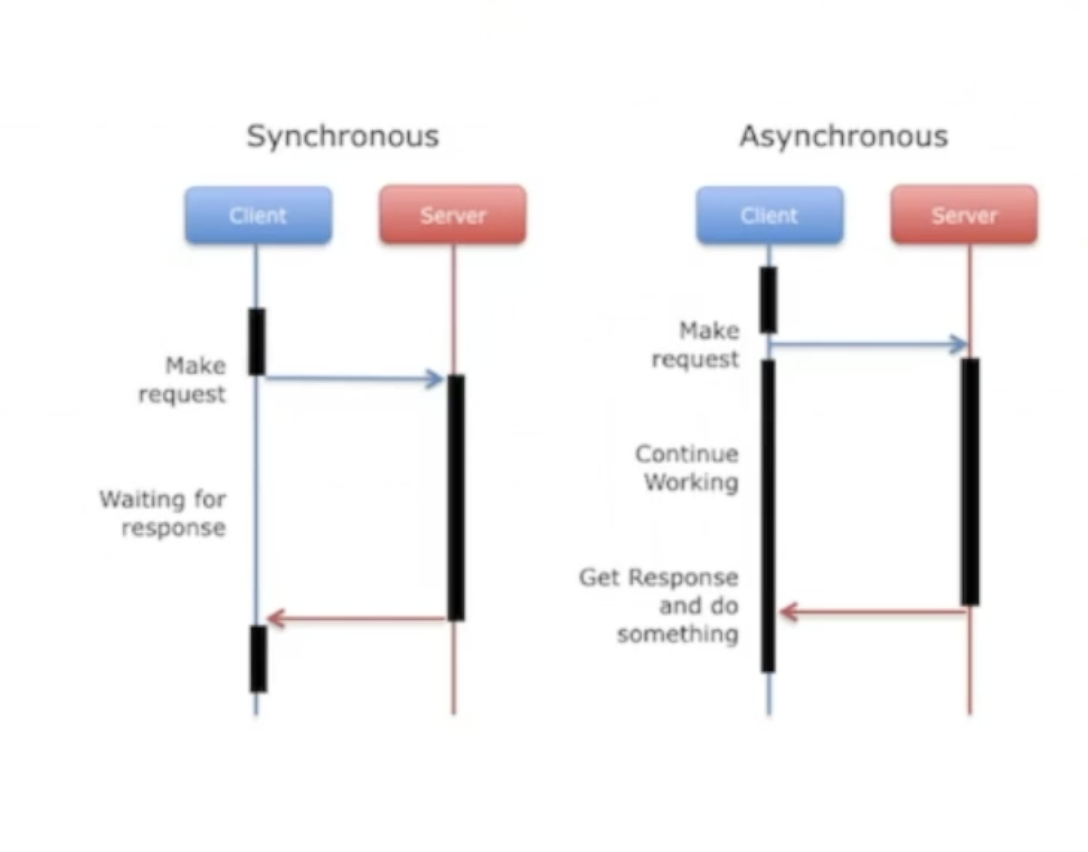 Synchronous
Client
Server
Make
request
Waiting for
response
Asynchronous
Client
Server
Make
request
Continue
Working
Get Response
and do
something